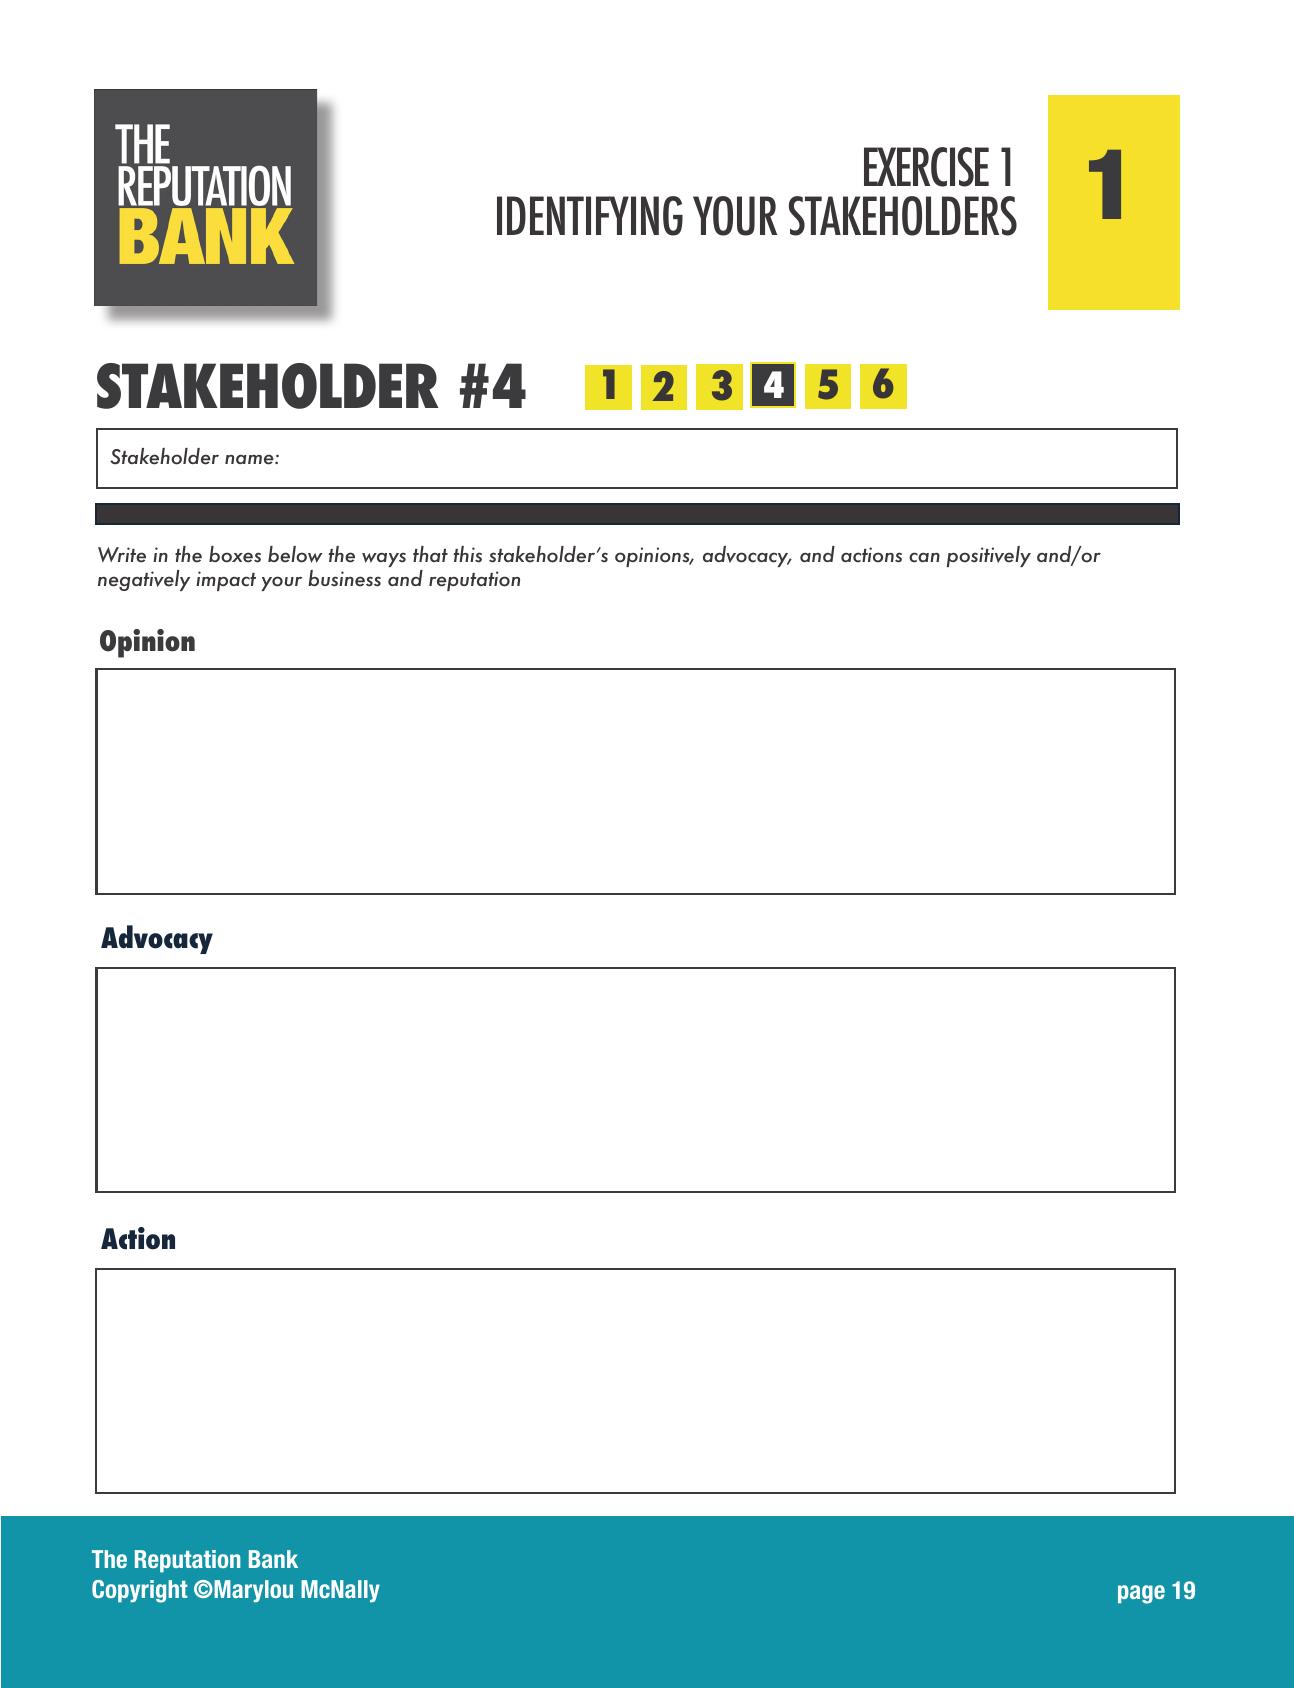 THE
REPUTATION
BANK
EXERCISE 1
IDENTIFYING YOUR STAKEHOLDERS
1
STAKEHOLDER #4
1 2 3 4 5 6
Stakeholder name:
Write in the boxes below the ways that this stakeholder’s opinions, advocacy, and actions can positively and/or
negatively impact your business and reputation
Opinion
Advocacy
Action
The Reputation Bank
Copyright ©Marylou McNally
page 19